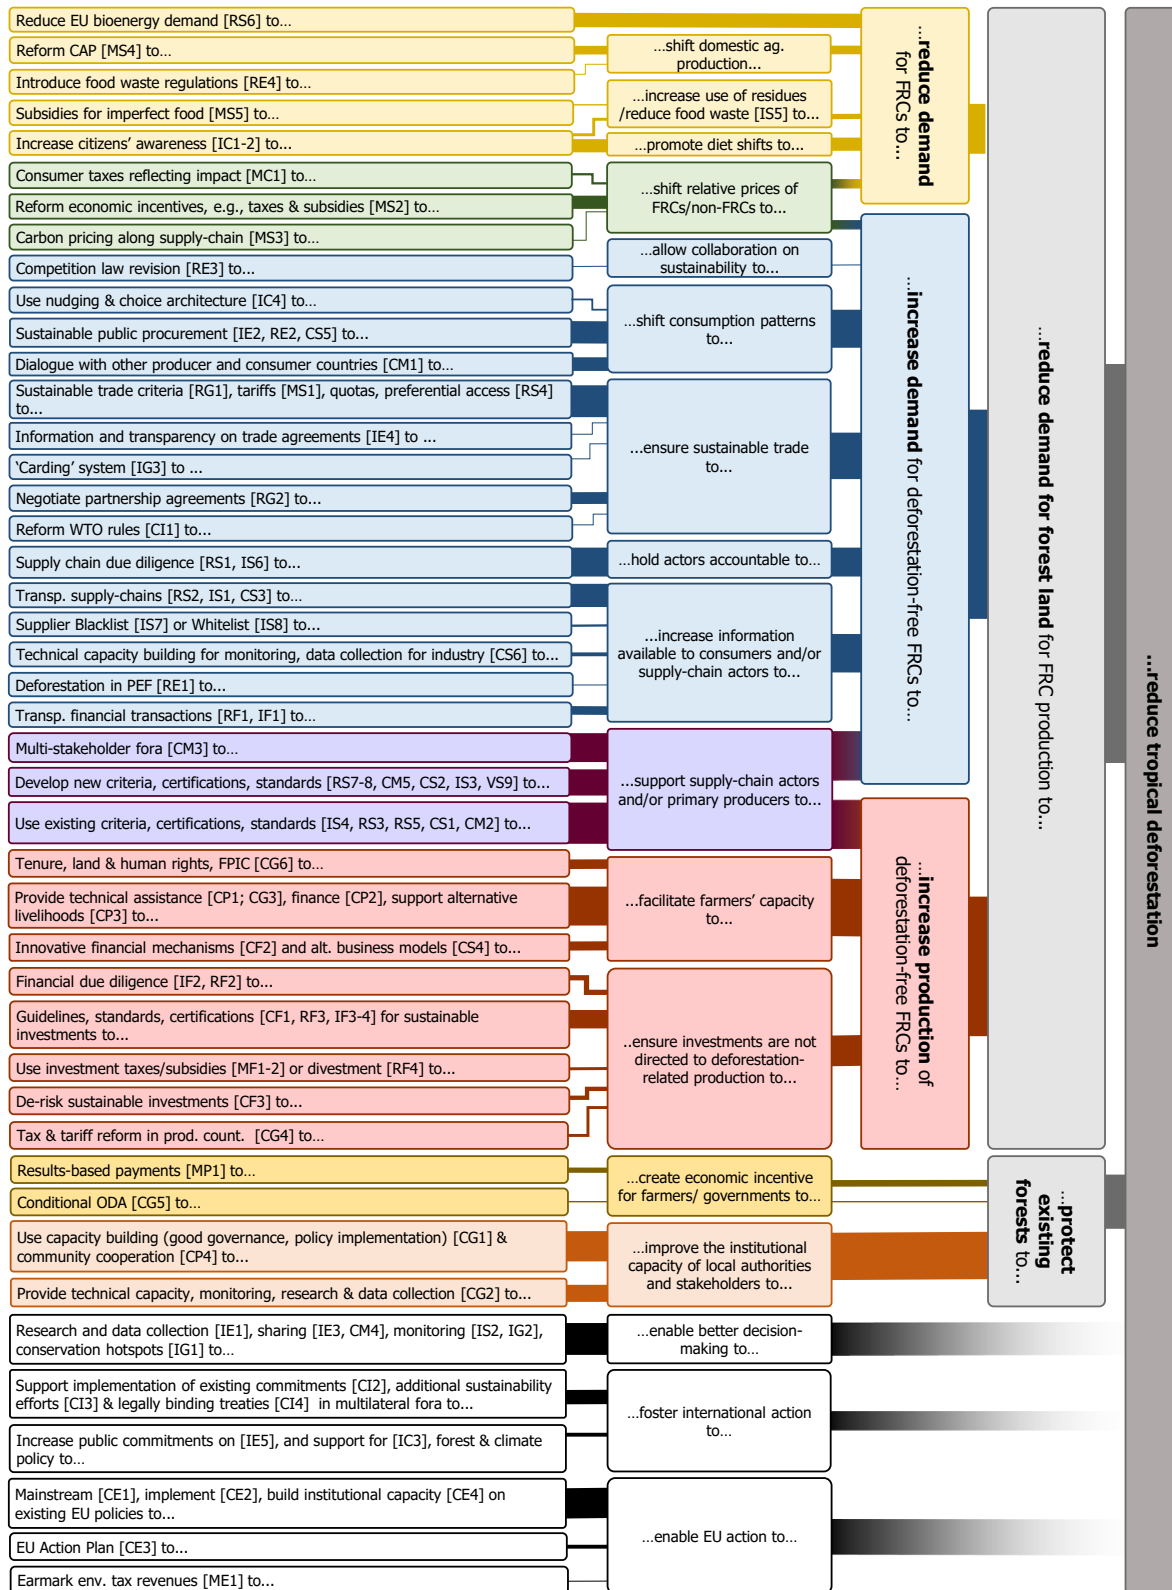 Reduce EU bioenergy demand [RS6] to...
Reform CAP [MS4] to...
Introduce food waste regulations [RE4] to...
Subsidies for imperfect food [MS5] to...
Increase citizens' awareness [IC1-2] to...
Consumer taxes reflecting impact [MC1] to...
Reform economic incentives, e.g., taxes & subsidies [MS2] to...
Carbon pricing along supply-chain [MS3] to...
Competition law revision [RE3] to...
Use nudging & choice architecture [IC4] to...
Sustainable public procurement [IE2, RE2, CS5] to...
Dialogue with other producer and consumer countries [CM1] to...
Sustainable trade criteria [RG1], tariffs [MS1], quotas, preferential access [RS4]
to...
Information and transparency on trade agreements [IE4] to ...
‘Carding’ system [IG3] to ...
Negotiate partnership agreements [RG2] to...
Reform WTO rules [CI1] to...
Supply chain due diligence [RS1, IS6] to...
Transp. supply-chains [RS2, IS1, CS3] to...
Supplier Blacklist [IS7] or Whitelist [IS8] to...
Technical capacity building for monitoring, data collection for industry [CS6] to...
Deforestation in PEF [RE1] to...
Transp. financial transactions [RF1, IF1] to...
Multi-stakeholder fora [CM3] to...
Develop new criteria, certifications, standards [RS7-8, CM5, CS2, IS3, VS9] to...
Use existing criteria, certifications, standards [IS4, RS3, RS5, CS1, CM2] to...
Tenure, land & human rights, FPIC [CG6] to...
Provide technical assistance [CP1; CG3], finance [CP2], support alternative
livelihoods [CP3] to...
Innovative financial mechanisms [CF2] and alt. business models [CS4] to...
Financial due diligence [IF2, RF2] to...
Guidelines, standards, certifications [CF1, RF3, IF3-4] for sustainable
investments to...
Use investment taxes/subsidies [MF1-2] or divestment [RF4] to...
De-risk sustainable investments [CF3] to...
Tax & tariff reform in prod. count. [CG4] to...
Results-based payments [MP1] to...
Conditional ODA [CG5] to...
Use capacity building (good governance, policy implementation) [CG1] &
community cooperation [CP4] to...
Provide technical capacity, monitoring, research & data collection [CG2] to...
Research and data collection [IE1], sharing [IE3, CM4], monitoring [IS2, IG2],
conservation hotspots [IG1] to...
Support implementation of existing commitments [CI2], additional sustainability
efforts [CI3] & legally binding treaties [CI4] in multilateral fora to...
Increase public commitments on [IE5], and support for [IC3], forest & climate
policy to...
Mainstream [CE1], implement [CE2], build institutional capacity [CE4] on
existing EU policies to...
EU Action Plan [CE3] to...
Earmark env. tax revenues [ME1] to...
...shift domestic ag.
production...
...increase use of residues
/reduce food waste [IS5] to...
...promote diet shifts to...
...shift relative prices of
FRCs/non-FRCs to...
...allow collaboration on
sustainability to...
...shift consumption patterns
to...
...ensure sustainable trade
to...
...hold actors accountable to...
...increase information
available to consumers and/or
supply-chain actors to...
...support supply-chain actors
and/or primary producers to...
...facilitate farmers' capacity
to...
..ensure investments are not
directed to deforestation-
related production to...
...create economic incentive
for farmers/ governments to...
...improve the institutional
capacity of local authorities
and stakeholders to...
...enable better decision-
making to...
...foster international action
to...
...enable EU action to...
...reduce demand
for FRCs to...
...increase demand for deforestation-free FRCs to...
...increase production of
deforestation-free FRCs to...
...reduce demand for forest land for FRC production to...
...protect
existing
forests to...
...reduce tropical deforestation